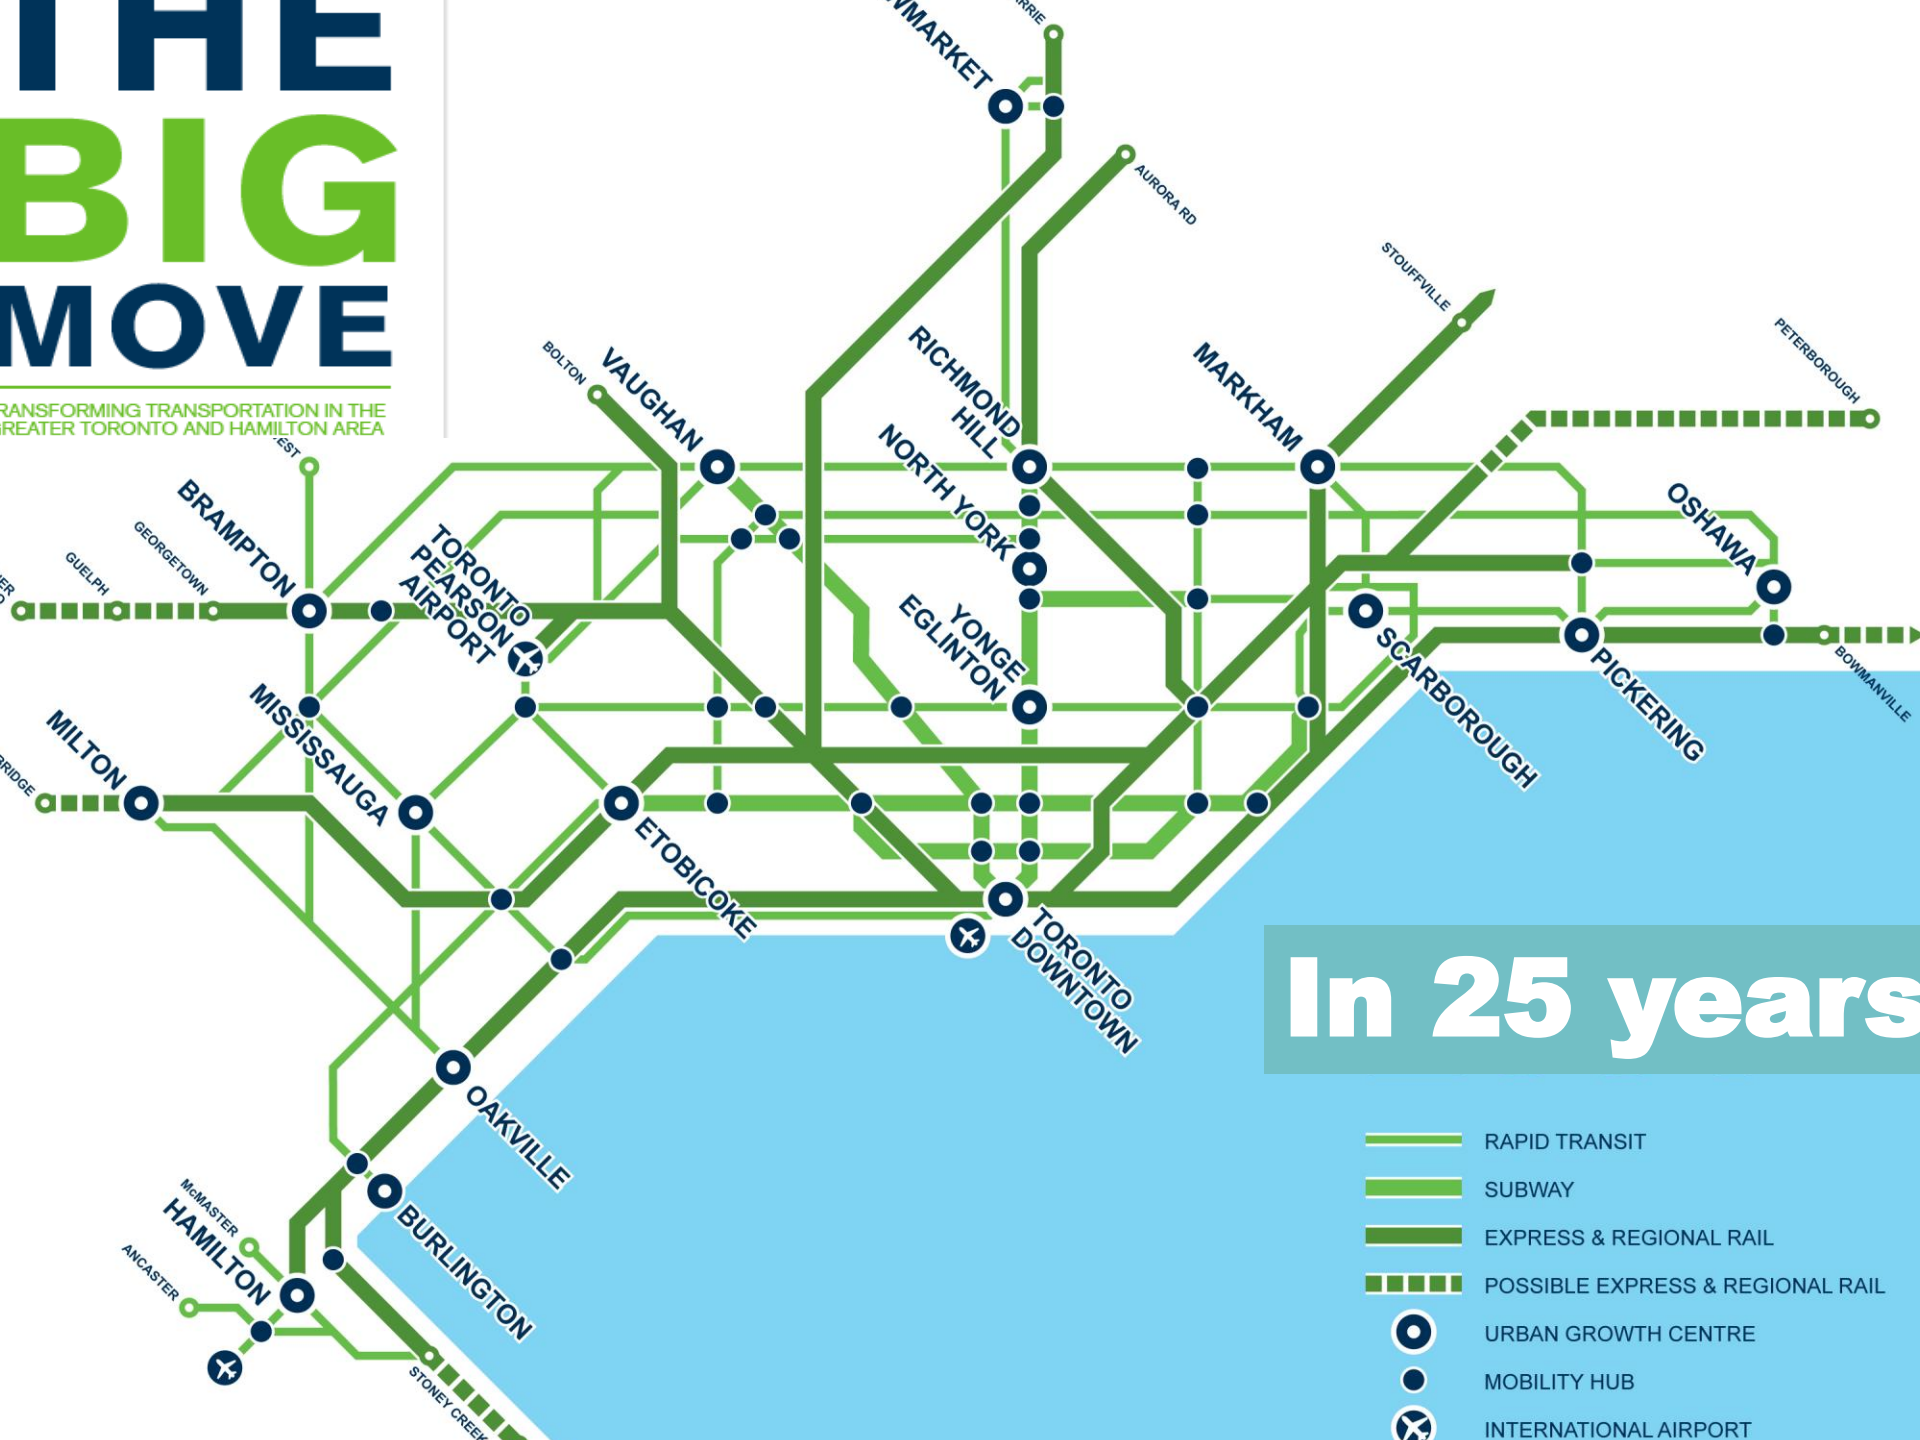 THE
BIG
MOVE
TRANSFORMING TRANSPORTATION IN THE
GREATER TORONTO AND HAMILTON AREA
AURORA RD
STOUFFVILLE
PETERBOROUGH
BOLTON
VAUGHAN
RICHMOND
HILL
MARKHAM
NORTH YORK
OSHAWA
BRAMPTON
GEORGETOWN
GUELPH
TORONTO
PEARSON
AIRPORT
YONGE
EGLINTON
SCARBOROUGH
PICKERING
BOWMANVILLE
MILTON
MISSISSAUGA
ETOBICOKE
TORONTO
DOWNTOWN
In 25 years
OAKVILLE
McMASTER
HAMILTON
ANCASTER
BURLINGTON
STONEY CREEK
RAPID TRANSIT
SUBWAY
EXPRESS & REGIONAL RAIL
POSSIBLE EXPRESS & REGIONAL RAIL
URBAN GROWTH CENTRE
MOBILITY HUB
INTERNATIONAL AIRPORT